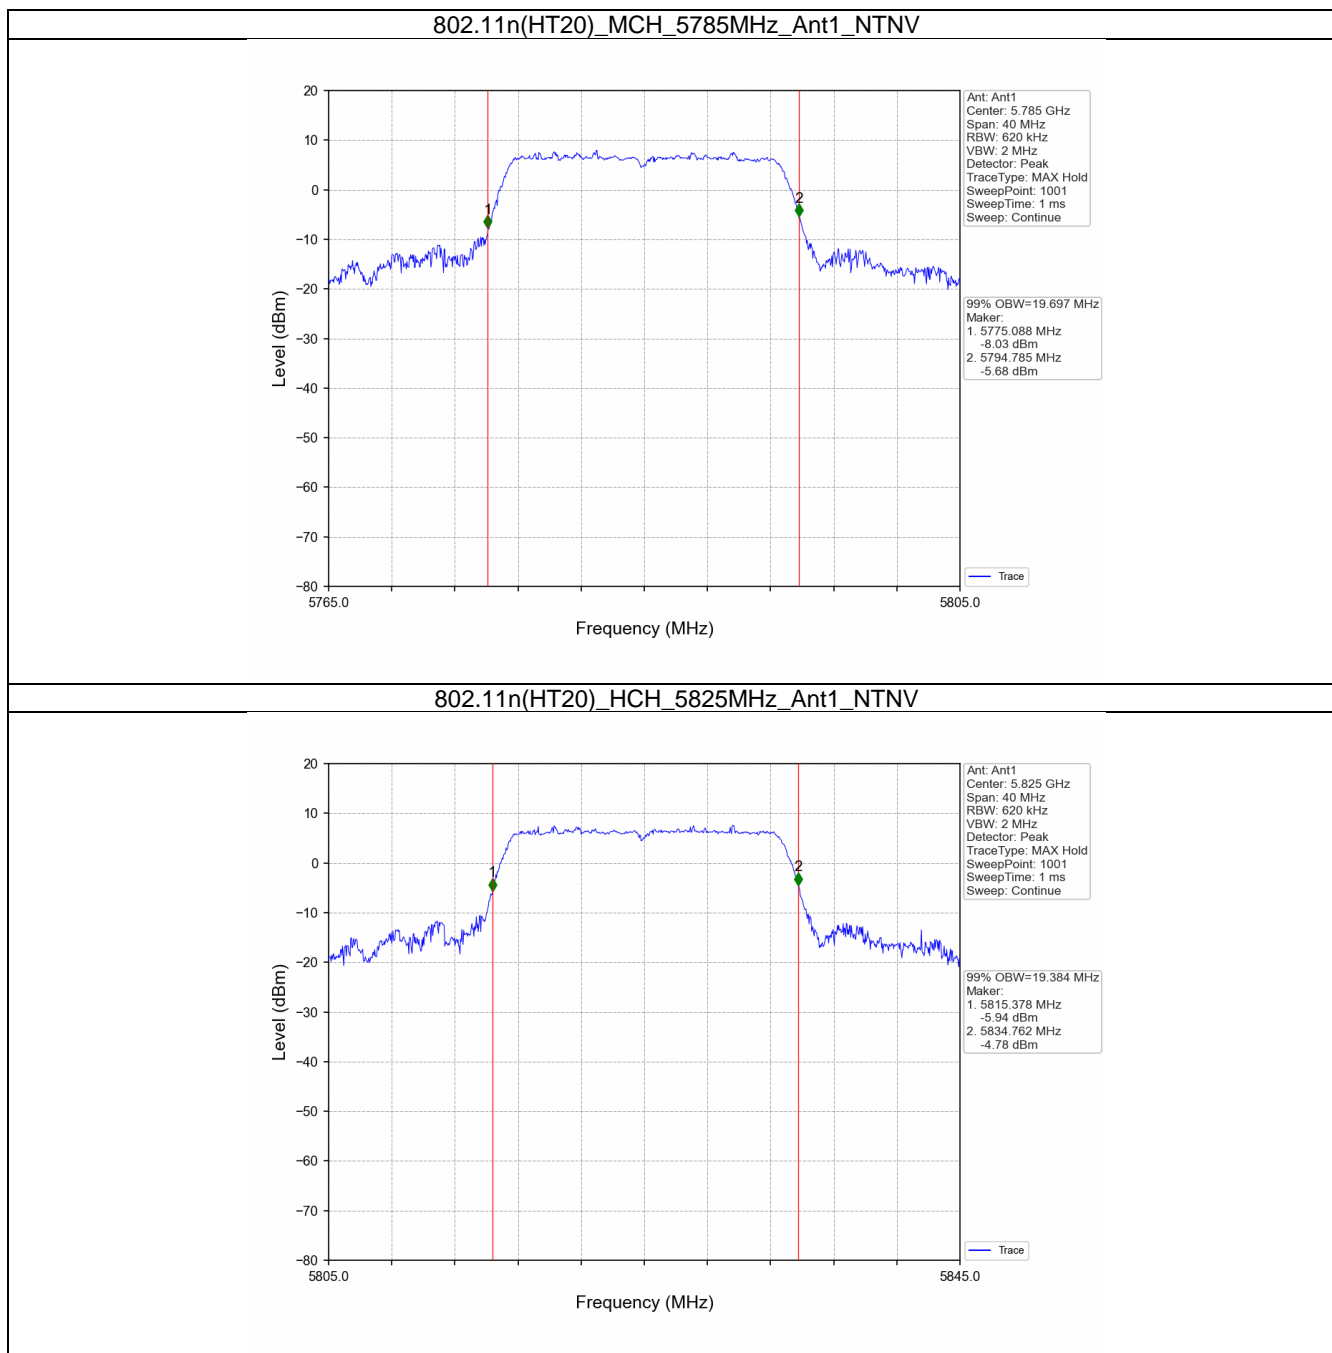 802.11n(HT20)_MCH_5785MHz_Ant1_NTNV
20
10
0
−10
−20
−30
−40
−50
−60
−70
−80
Level (dBm)
1
2
5765.0
5805.0
Frequency (MHz)
Ant: Ant1
Center: 5.785 GHz
Span: 40 MHz
RBW: 620 kHz
VBW: 2 MHz
Detector: Peak
TraceType: MAX Hold
SweepPoint: 1001
SweepTime: 1 ms
Sweep: Continue
99% OBW=19.697 MHz
Maker:
1. 5775.088 MHz
-8.03 dBm
2. 5794.785 MHz
-5.68 dBm
Trace
802.11n(HT20)_HCH_5825MHz_Ant1_NTNV
20
10
0
−10
−20
−30
−40
−50
−60
−70
−80
Level (dBm)
1
2
5805.0
5845.0
Frequency (MHz)
Ant: Ant1
Center: 5.825 GHz
Span: 40 MHz
RBW: 620 kHz
VBW: 2 MHz
Detector: Peak
TraceType: MAX Hold
SweepPoint: 1001
SweepTime: 1 ms
Sweep: Continue
99% OBW=19.384 MHz
Maker:
1. 5815.378 MHz
-5.94 dBm
2. 5834.762 MHz
-4.78 dBm
Trace